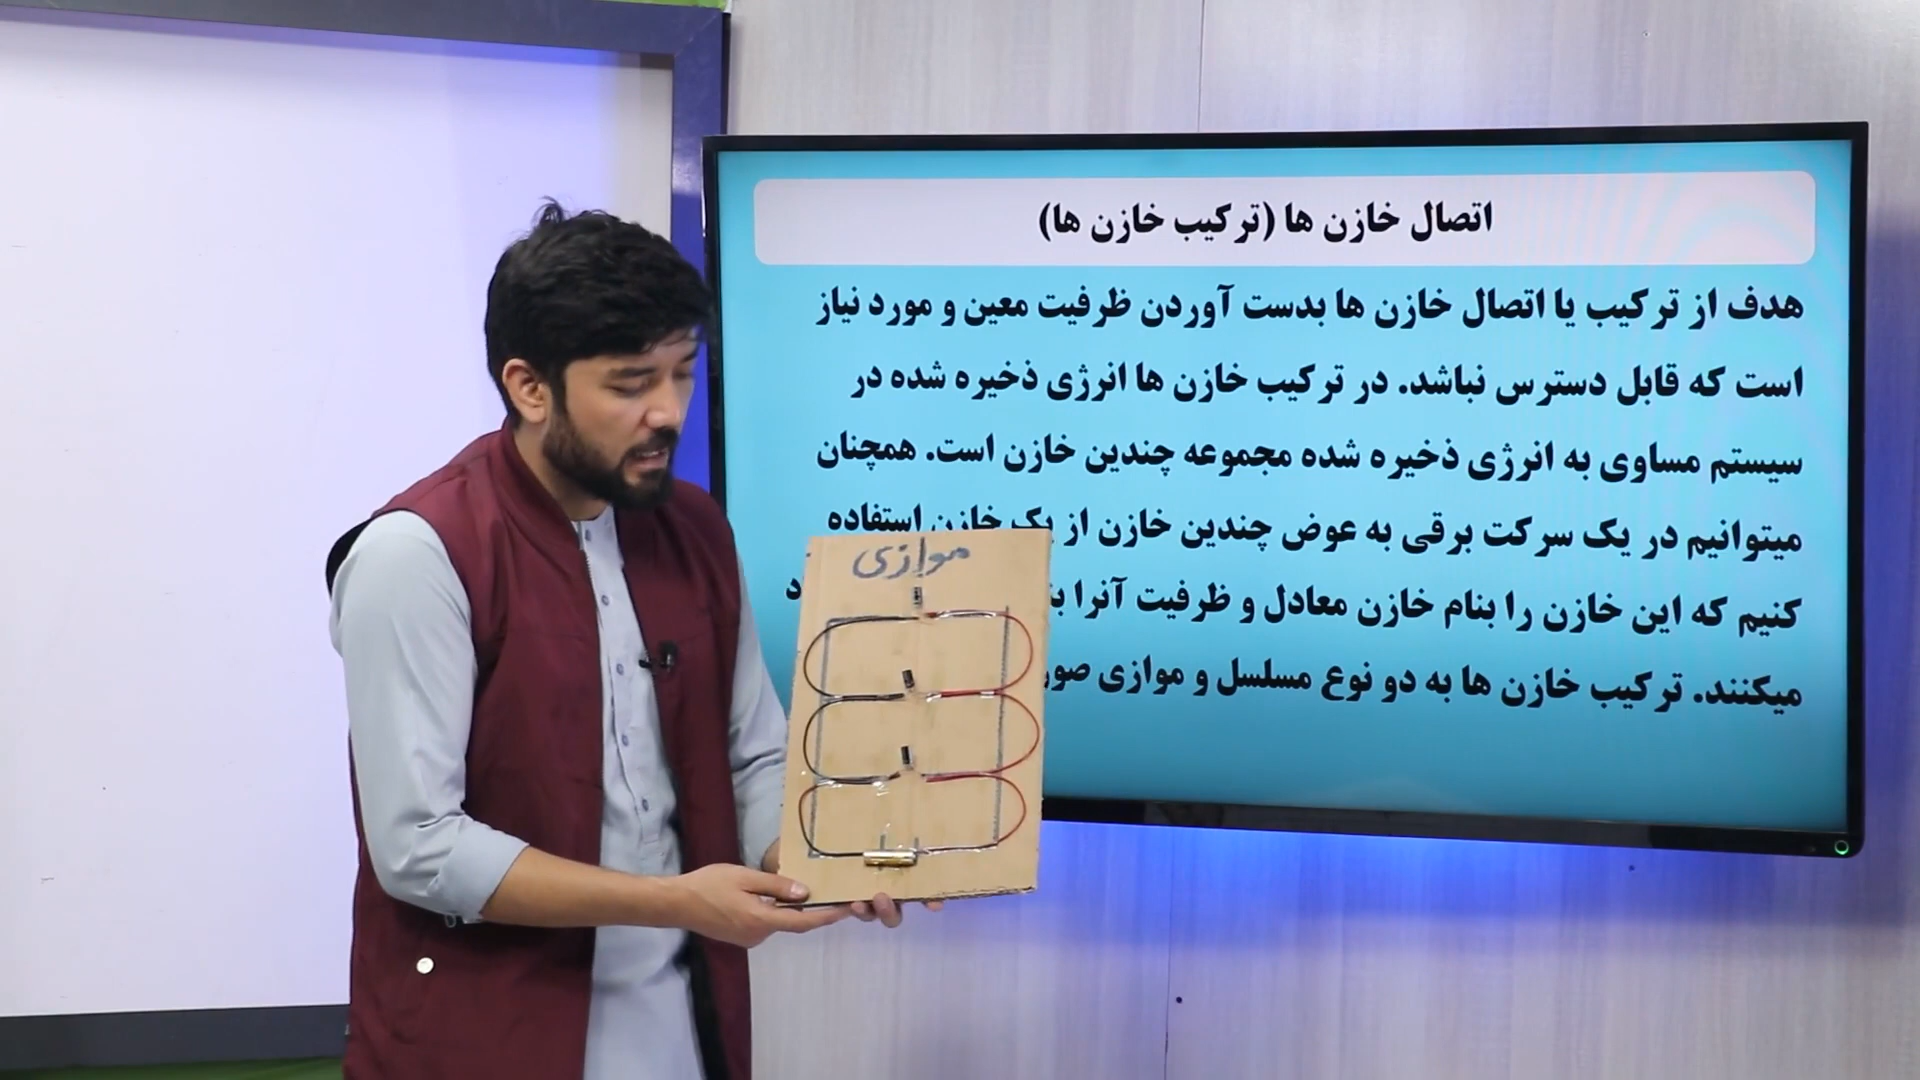 اتصال خازن ها (ترکیب خازن ها)
هدف از ترکیب یا اتصال خازن ها بدست آوردن ظرفیت معین و مورد نیاز
است که قابل دسترس نباشد. در ترکیب خازن ها انرژی ذخیره شده در
سیستم مساوی به انرژی ذخیره شده مجموعه چندین خازن است. همچنان
میتوانیم در یک سرکت برقی به عوض چندین خازن از یک خازن استفاده
کنیم که این خازن را بنام خازن معادل و ظرفیت آنرا
میکنند. ترکیب خازن ها به دو نوع مسلسل و موازی
موازی